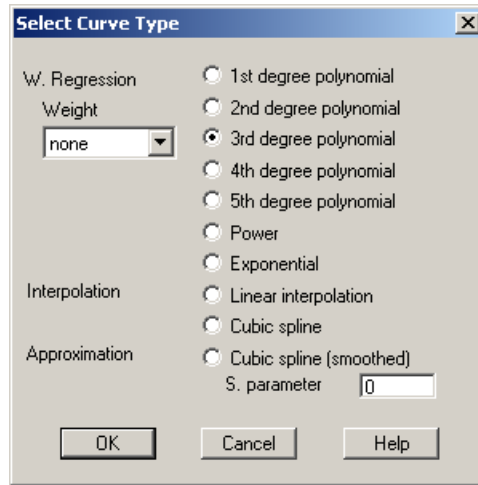 Select Curve Type
W. Regression
Weight
none
1st degree polynomial
2nd degree polynomial
3rd degree polynomial
4th degree polynomial
5th degree polynomial
Power
Exponential
Interpolation
Linear interpolation
Cubic spline
Approximation
Cubic spline (smoothed)
S. parameter 0
OK Cancel Help